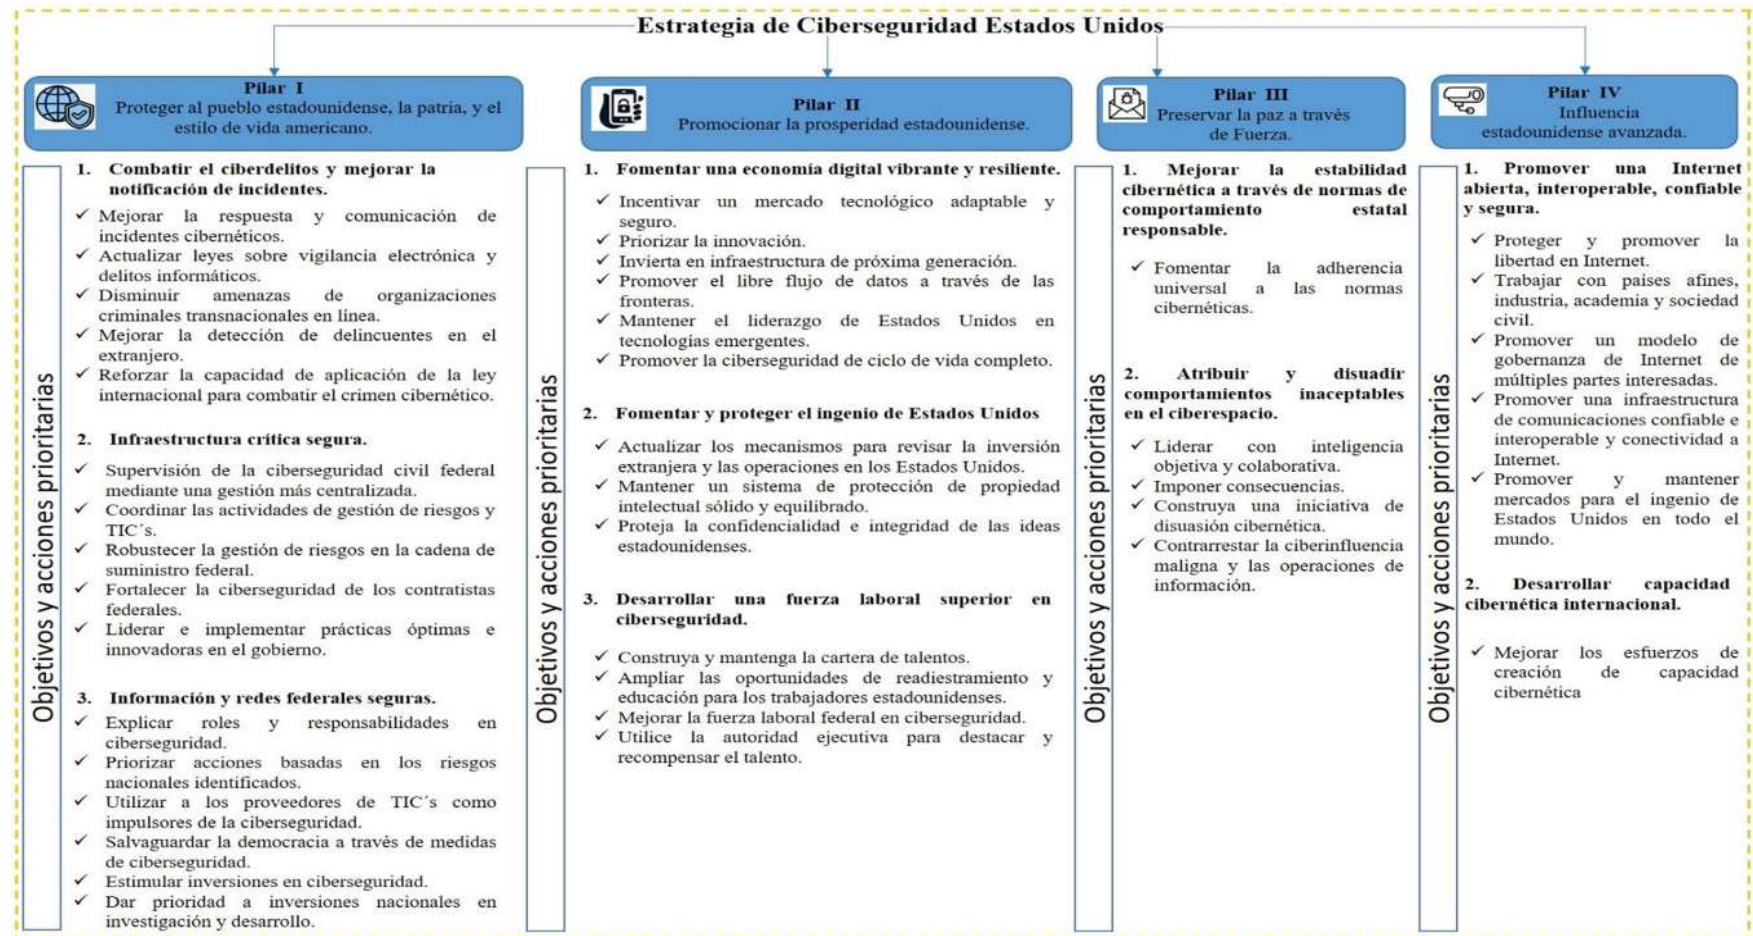 Estrategia de Ciberseguridad Estados Unidos
Pilar I
Proteger al pueblo estadounidense, la patria, y el
estilo de vida americano.
Objetivos y acciones prioritarias
1. Combatir el ciberdelitos y mejorar la
notificación de incidentes.
✓ Mejorar la respuesta y comunicación de
incidentes cibernéticos.
✓ Actualizar leyes sobre vigilancia electrónica y
delitos informáticos.
✓ Disminuir amenazas de organizaciones
criminales transnacionales en línea.
✓ Mejorar la detección de delincuentes en el
extranjero.
✓ Reforzar la capacidad de aplicación de la ley
internacional para combatir el crimen cibernético.
2. Infraestructura crítica segura.
✓ Supervisión de la ciberseguridad civil federal
mediante una gestión más centralizada.
✓ Coordinar las actividades de gestión de riesgos y
TIC´s.
✓ Robustecer la gestión de riesgos en la cadena de
suministro federal.
✓ Fortalecer la ciberseguridad de los contratistas
federales.
✓ Liderar e implementar prácticas óptimas e
innovadoras en el gobierno.
3. Información y redes federales seguras.
✓ Explicar roles y responsabilidades en
ciberseguridad.
✓ Priorizar acciones basadas en los riesgos
nacionales identificados.
✓ Utilizar a los proveedores de TIC´s como
impulsores de la ciberseguridad.
✓ Salvaguardar la democracia a través de medidas
de ciberseguridad.
✓ Estimular inversiones en ciberseguridad.
✓ Dar prioridad a inversiones nacionales en
investigación y desarrollo.
Pilar II
Promocionar la prosperidad estadounidense.
Objetivos y acciones prioritarias
1. Fomentar una economía digital vibrante y resiliente.
✓ Incentivar un mercado tecnológico adaptable y
seguro.
✓ Priorizar la innovación.
✓ Invierta en infraestructura de próxima generación.
✓ Promover el libre flujo de datos a través de las
fronteras.
✓ Mantener el liderazgo de Estados Unidos en
tecnologías emergentes.
✓ Promover la ciberseguridad de ciclo de vida completo.
2. Fomentar y proteger el ingenio de Estados Unidos
✓ Actualizar los mecanismos para revisar la inversión
extranjera y las operaciones en los Estados Unidos.
✓ Mantener un sistema de protección de propiedad
intelectual sólido y equilibrado.
✓ Proteja la confidencialidad e integridad de las ideas
estadounidenses.
3. Desarrollar una fuerza laboral superior en
ciberseguridad.
✓ Construya y mantenga la cartera de talentos.
✓ Ampliar las oportunidades de readiestramiento y
educación para los trabajadores estadounidenses.
✓ Mejorar la fuerza laboral federal en ciberseguridad.
✓ Utilice la autoridad ejecutiva para destacar y
recompensar el talento.
Pilar III
Preservar la paz a través
de Fuerza.
Objetivos y acciones prioritarias
1. Mejorar la estabilidad
cibernética a través de normas de
comportamiento estatal
responsable.
✓ Fomentar la adherencia
universal a las normas
cibernéticas.
2. Atribuir y disuadir
comportamientos inaceptables
en el ciberespacio.
✓ Liderar con inteligencia
objetiva y colaborativa.
✓ Imponer consecuencias.
✓ Construya una iniciativa de
disuasión cibernética.
✓ Contrarrestar la ciberinfluencia
maligna y las operaciones de
información.
Pilar IV
Influencia
estadounidense avanzada.
Objetivos y acciones prioritarias
1. Promover una Internet
abierta, interoperable, confiable
y segura.
✓ Proteger y promover la
libertad en Internet.
✓ Trabajar con países afines,
industria, academia y sociedad
civil.
✓ Promover un modelo de
gobernanza de Internet de
múltiples partes interesadas.
✓ Promover una infraestructura
de comunicaciones confiable e
interoperable y conectividad a
Internet.
✓ Promover y mantener
mercados para el ingenio de
Estados Unidos en todo el
mundo.
2. Desarrollar capacidad
cibernética internacional.
✓ Mejorar los esfuerzos de
creación de capacidad
cibernética